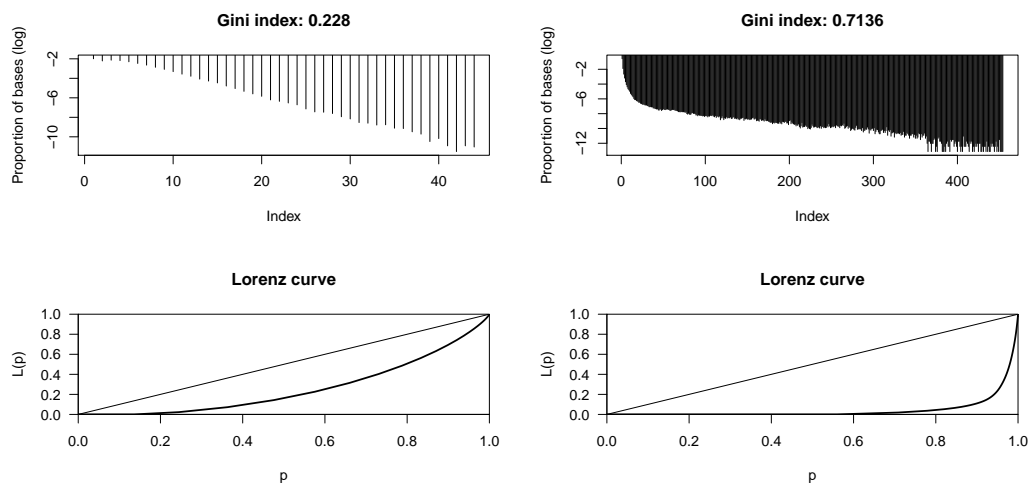 Gini index: 0.228
Proportion of bases (log)
−2
−6
−10
0 10 20 30 40
Index
Gini index: 0.7136
Proportion of bases (log)
−2
−6
−12
0 100 200 300 400
Index
Lorenz curve
L(p)
1.0
0.8
0.6
0.4
0.2
0.0
0.0 0.2 0.4 0.6 0.8 1.0
p
Lorenz curve
L(p)
1.0
0.8
0.6
0.4
0.2
0.0
0.0 0.2 0.4 0.6 0.8 1.0
p